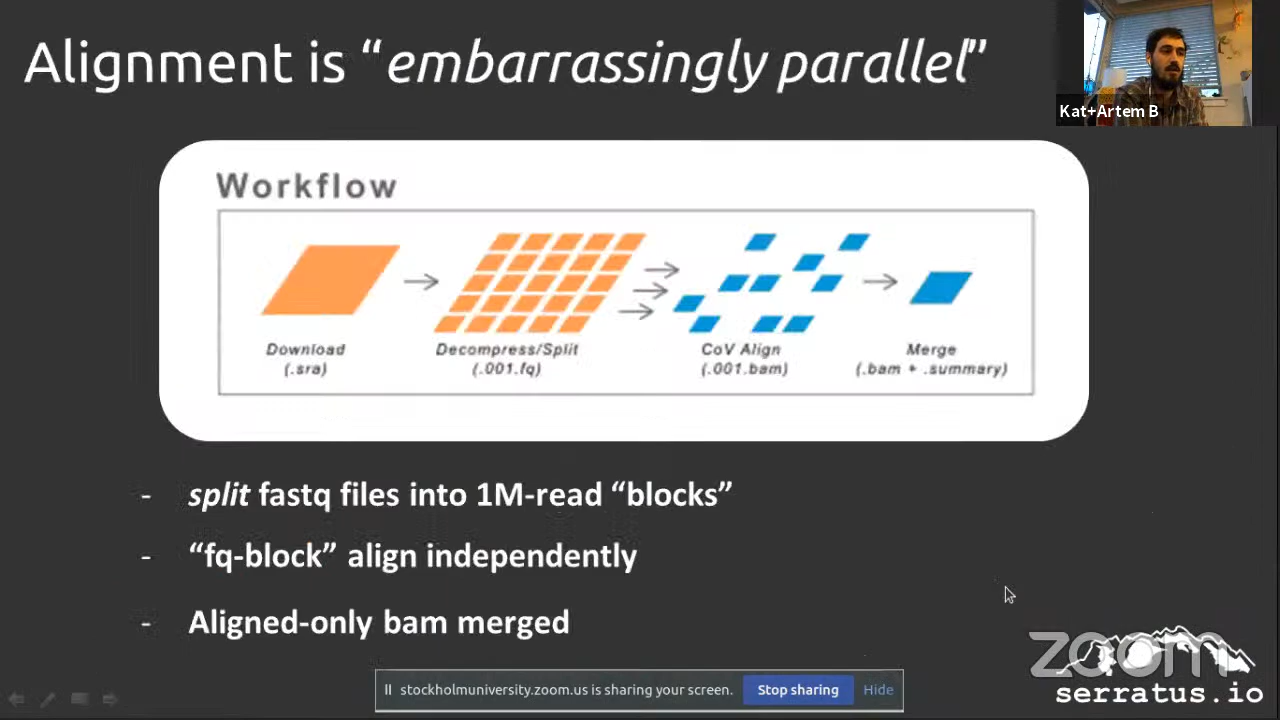 Alignment is “embarrassingly parallel”
Kat+Artem B
Workflow
Download
(.sra)
Decompress/Split
(.001.fq)
CoV Align
(.001.bam)
Merge
(.bam + .summary)
- split fastq files into 1M-read “blocks”
- “fq-block” align independently
- Aligned-only bam merged
zoom
serratus.io
stockholmuniversity.zoom.us is sharing your screen. Stop sharing Hide